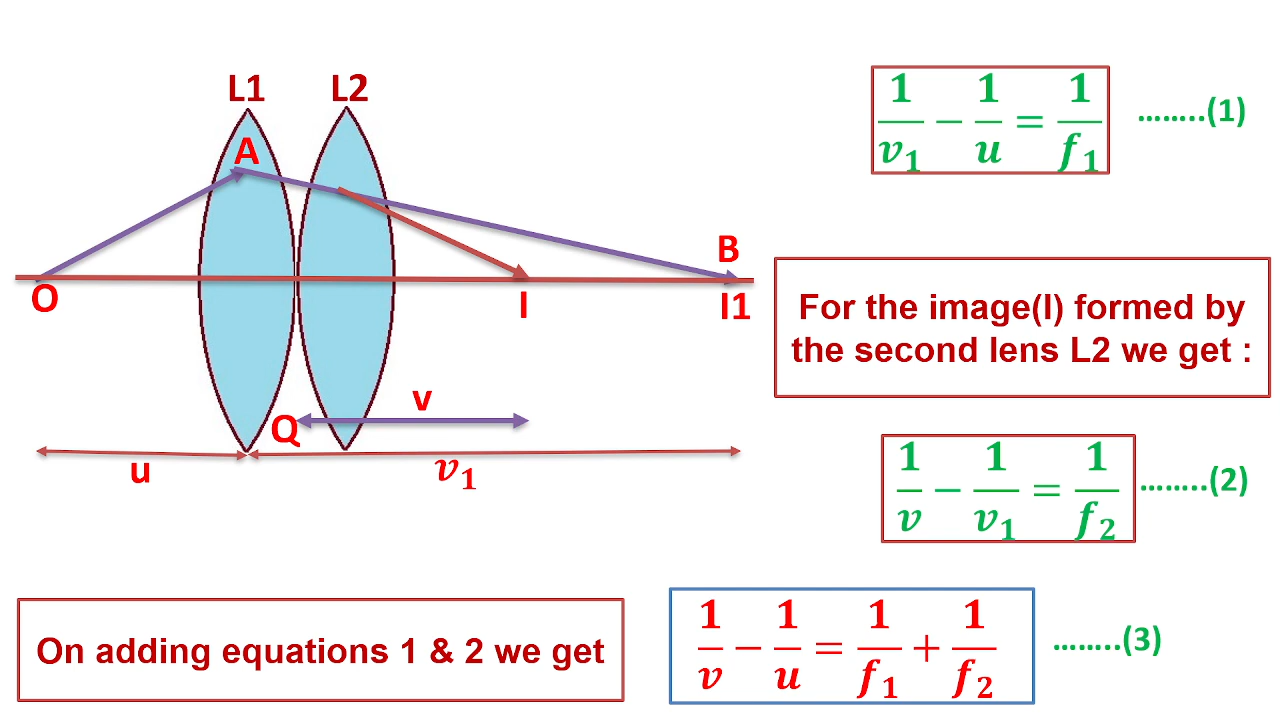 L1 L2
A
B
O
I
I1
Q
v
u
v₁
1/v₁ − 1/u = 1/f₁ ……..(1)
For the image(I) formed by
the second lens L2 we get :
1/v − 1/v₁ = 1/f₂ ……..(2)
On adding equations 1 & 2 we get
1/v − 1/u = 1/f₁ + 1/f₂ ……..(3)